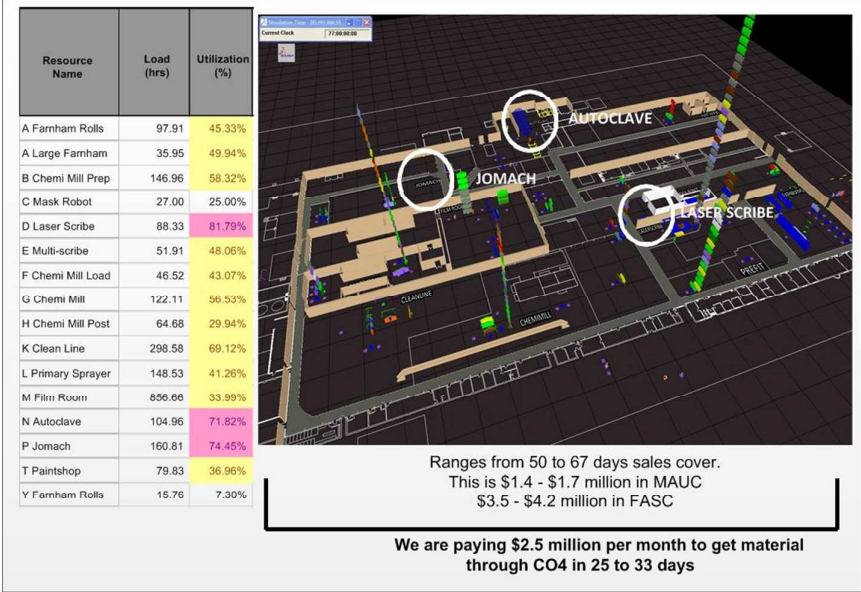 Resource Name Load (hrs) Utilization (%)
A Farnham Rolls 97.91 45.33%
A Large Farnham 35.95 49.94%
B Chemi Mill Prep 146.96 58.32%
C Mask Robot 27.00 25.00%
D Laser Scribe 88.33 81.79%
E Multi-scribe 51.91 48.06%
F Chemi Mill Load 46.52 43.07%
G Chemi Mill 122.11 56.53%
H Chemi Mill Post 64.68 29.94%
K Clean Line 298.58 69.12%
L Primary Sprayer 148.53 41.26%
M Film Room 856.66 33.99%
N Autoclave 104.96 71.82%
P Jomach 160.81 74.45%
T Paintshop 79.83 36.96%
Y Farnham Rolls 15.76 7.30%
Current Clock 77:00:00:00
AUTOCLAVE
JOMACH
JOMACH
FILM ROOM
LASER SCRIBE
PREFIT
CLEANLINE
CHEMIMILL
Ranges from 50 to 67 days sales cover.
This is $1.4 - $1.7 million in MAUC
$3.5 - $4.2 million in FASC
We are paying $2.5 million per month to get material
through CO4 in 25 to 33 days